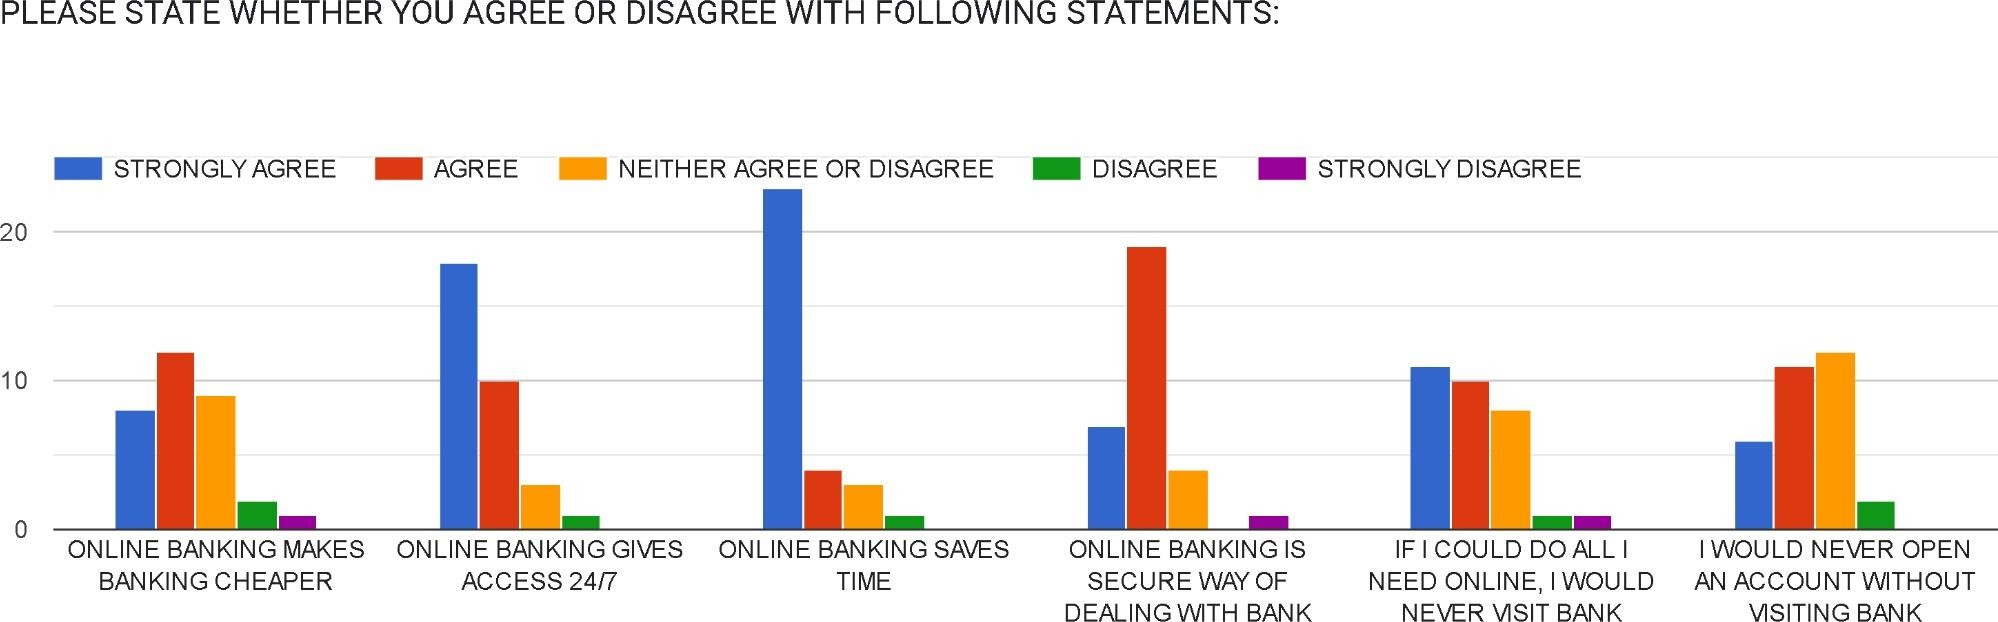 PLEASE STATE WHETHER YOU AGREE OR DISAGREE WITH FOLLOWING STATEMENTS:
STRONGLY AGREE AGREE NEITHER AGREE OR DISAGREE DISAGREE STRONGLY DISAGREE
20
10
0
ONLINE BANKING MAKES
BANKING CHEAPER
ONLINE BANKING GIVES
ACCESS 24/7
ONLINE BANKING SAVES
TIME
ONLINE BANKING IS
SECURE WAY OF
DEALING WITH BANK
IF I COULD DO ALL I
NEED ONLINE, I WOULD
NEVER VISIT BANK
I WOULD NEVER OPEN
AN ACCOUNT WITHOUT
VISITING BANK